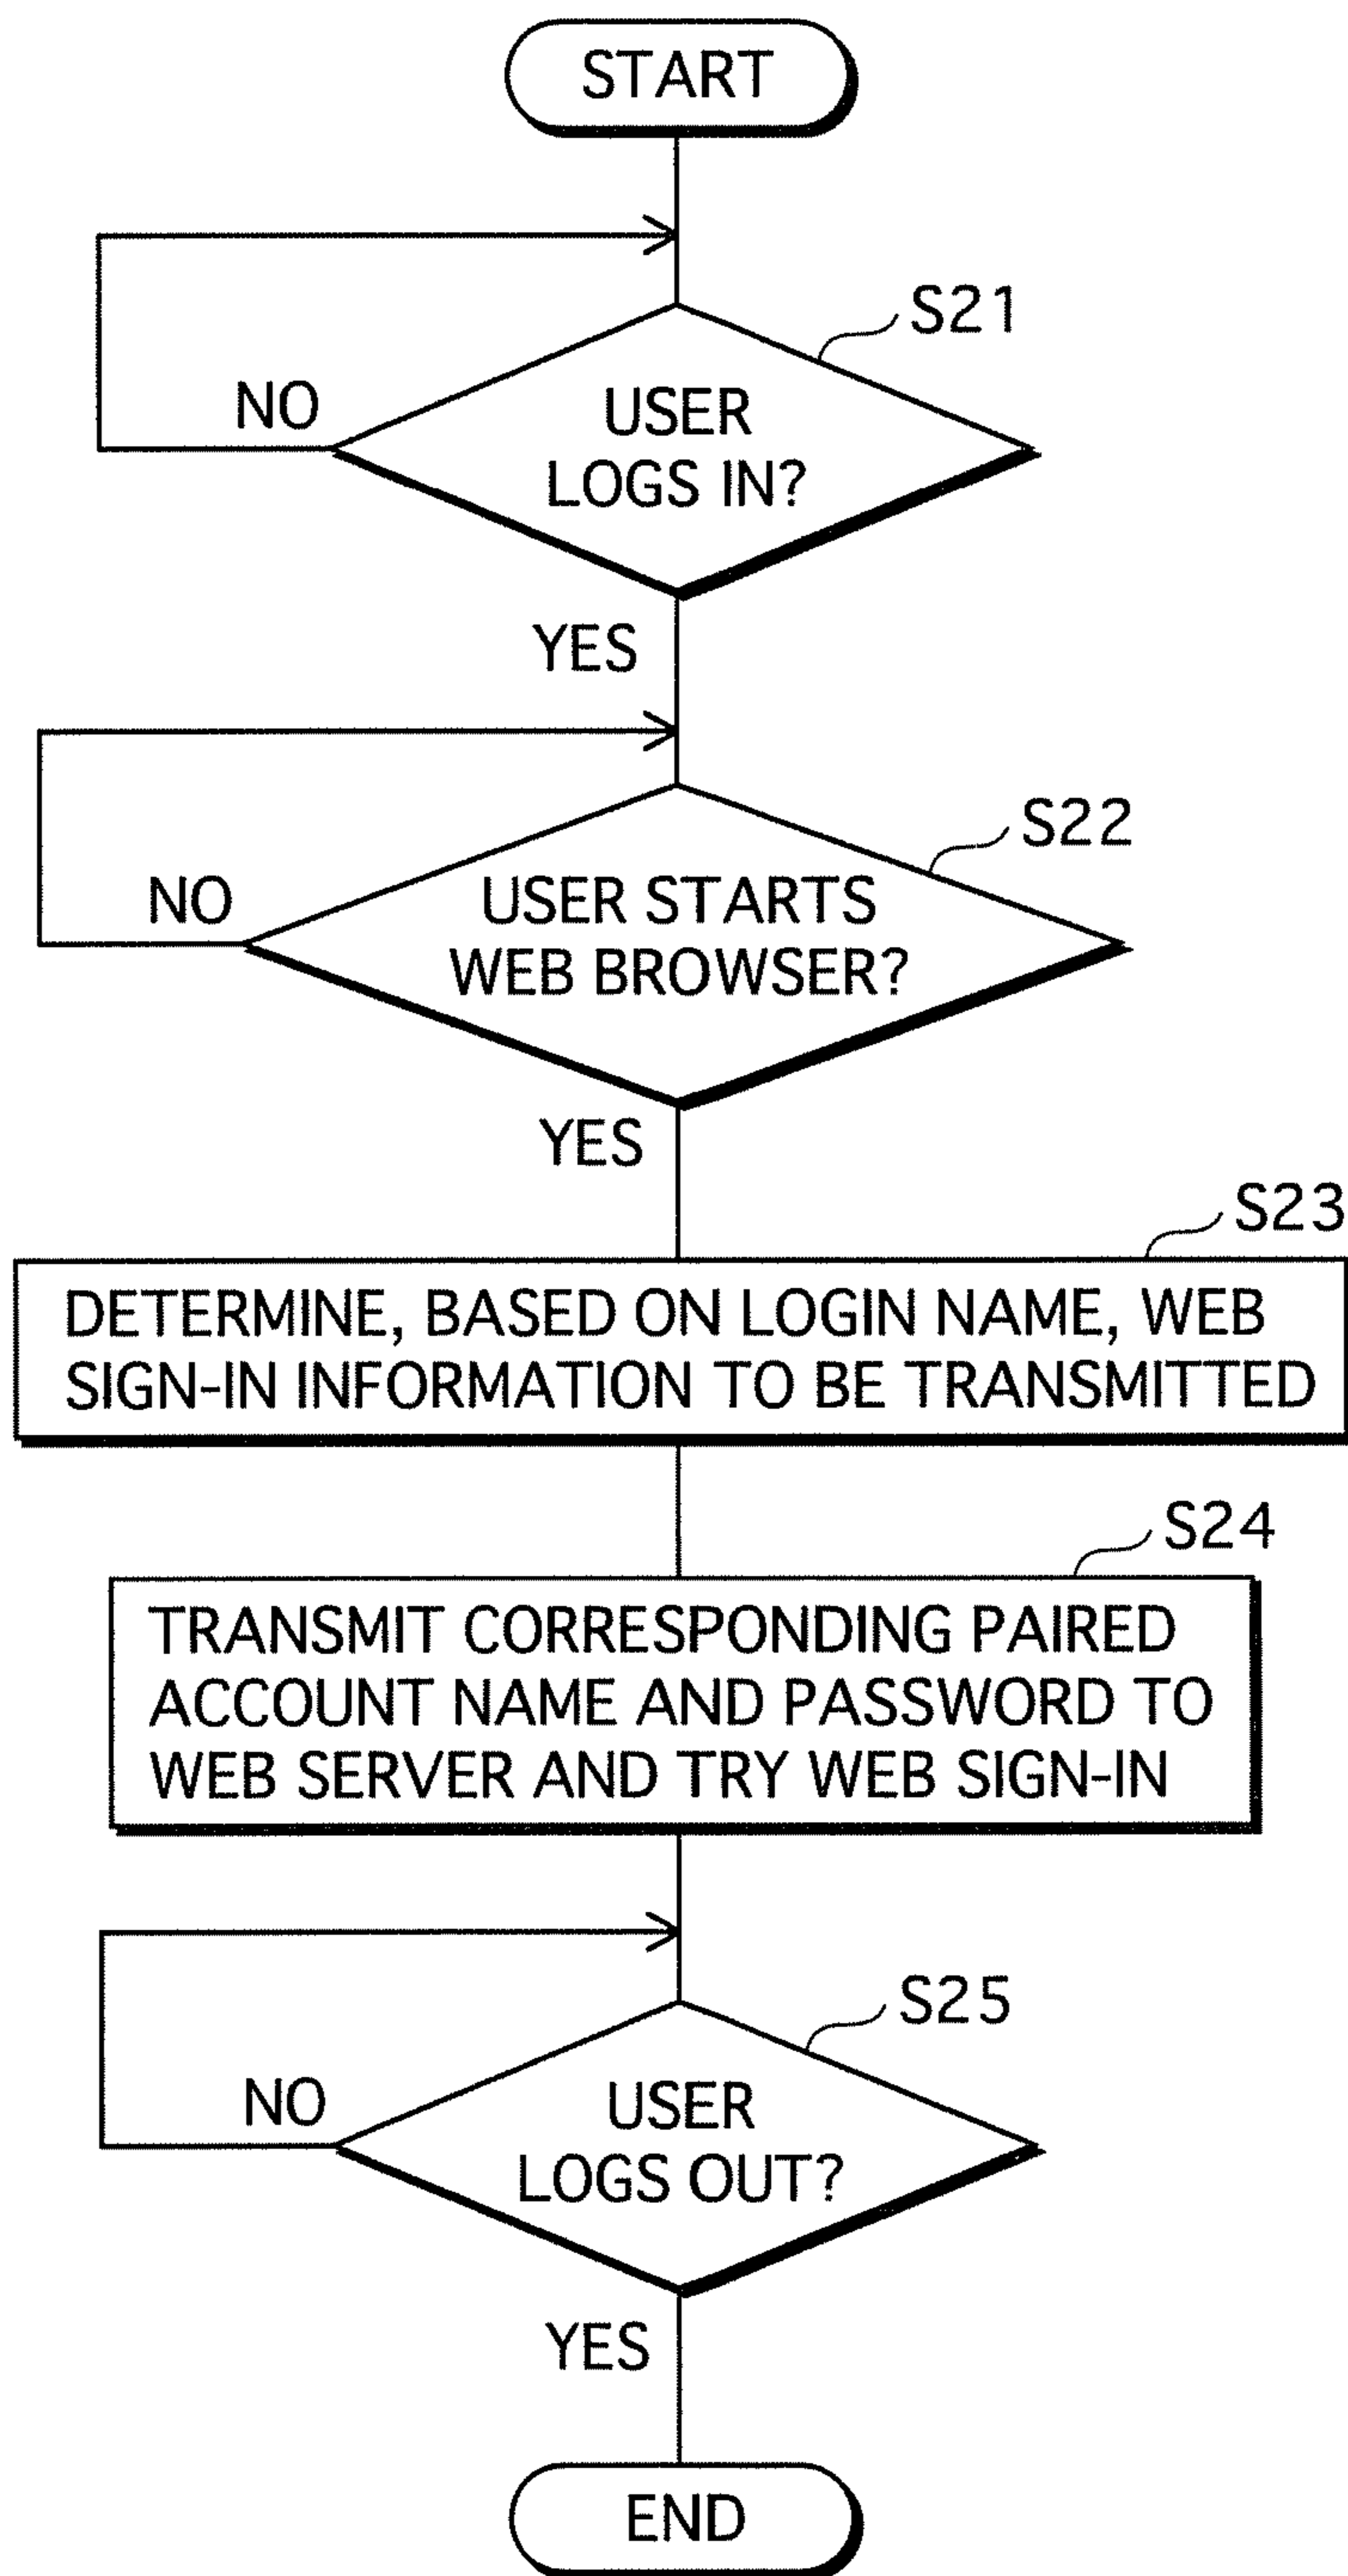 START
S21
NO
USER
LOGS IN?
YES
S22
NO
USER STARTS
WEB BROWSER?
YES
S23
DETERMINE, BASED ON LOGIN NAME, WEB
SIGN-IN INFORMATION TO BE TRANSMITTED
S24
TRANSMIT CORRESPONDING PAIRED
ACCOUNT NAME AND PASSWORD TO
WEB SERVER AND TRY WEB SIGN-IN
S25
NO
USER
LOGS OUT?
YES
END